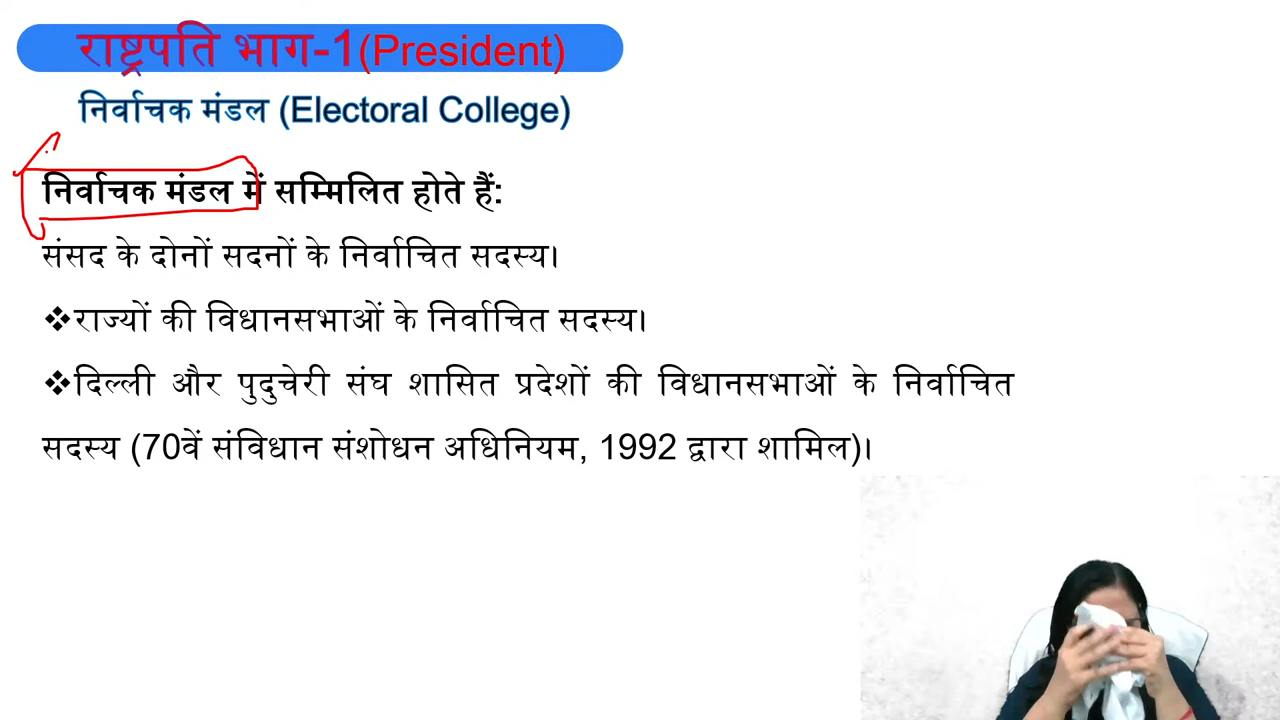 राष्ट्रपति भाग-1(President)
निर्वाचक मंडल (Electoral College)
निर्वाचक मंडल में सम्मिलित होते हैं:
संसद के दोनों सदनों के निर्वाचित सदस्य।
❖राज्यों की विधानसभाओं के निर्वाचित सदस्य।
❖दिल्ली और पुदुचेरी संघ शासित प्रदेशों की विधानसभाओं के निर्वाचित
सदस्य (70वें संविधान संशोधन अधिनियम, 1992 द्वारा शामिल)।